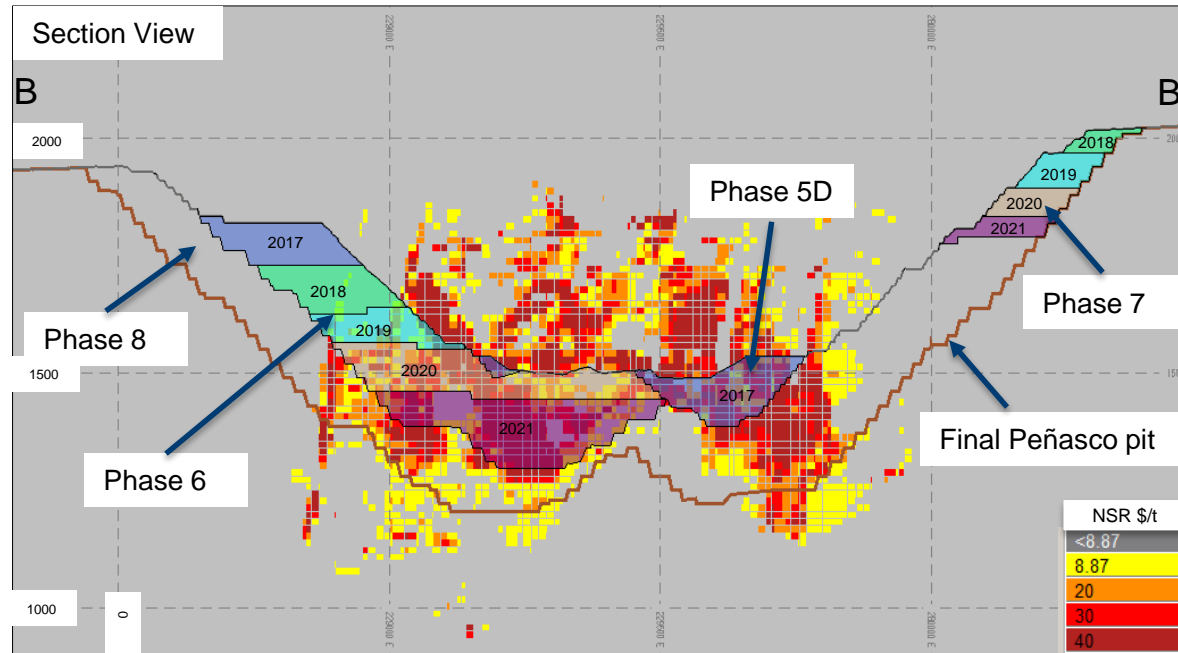 Section View
B
B
2000
2018
2019
2017
Phase 5D
2020
2021
2018
Phase 7
Phase 8
2019
1500
2020
2017
Final Peñasco pit
2021
Phase 6
NSR $/t
<8.87
8.87
1000
0
20
30
40